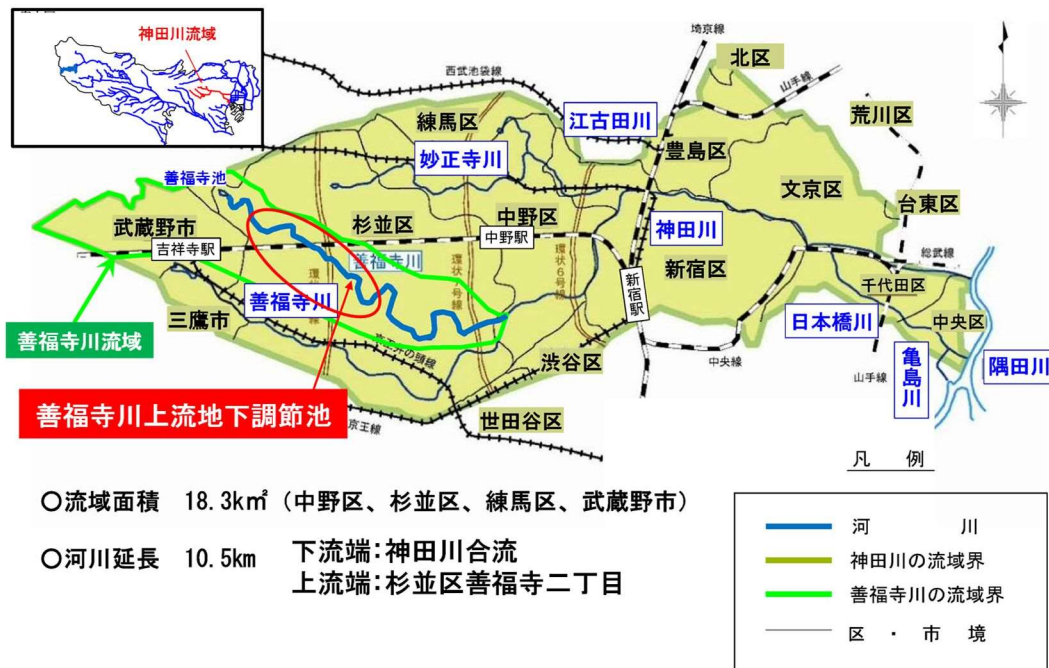 神田川流域
埼京線
北区
西武池袋線
山手線
練馬区
江古田川
荒川区
妙正寺川
豊島区
善福寺池
文京区
台東区
武蔵野市
杉並区
中野区
吉祥寺駅
中野駅
神田川
善福寺川
環状6号線
新宿区
総武線
環状7号線
新宿駅
千代田区
善福寺川
三鷹市
日本橋川
中央区
善福寺川流域
井の頭線
渋谷区
中央線
山手線
亀島川
隅田川
善福寺川上流地下調節池
京王線
世田谷区
凡 例
〇流域面積 18.3k㎡(中野区、杉並区、練馬区、武蔵野市)
河 川
〇河川延長 10.5km 下流端:神田川合流
神田川の流域界
上流端:杉並区善福寺二丁目
善福寺川の流域界
区 ・ 市 境